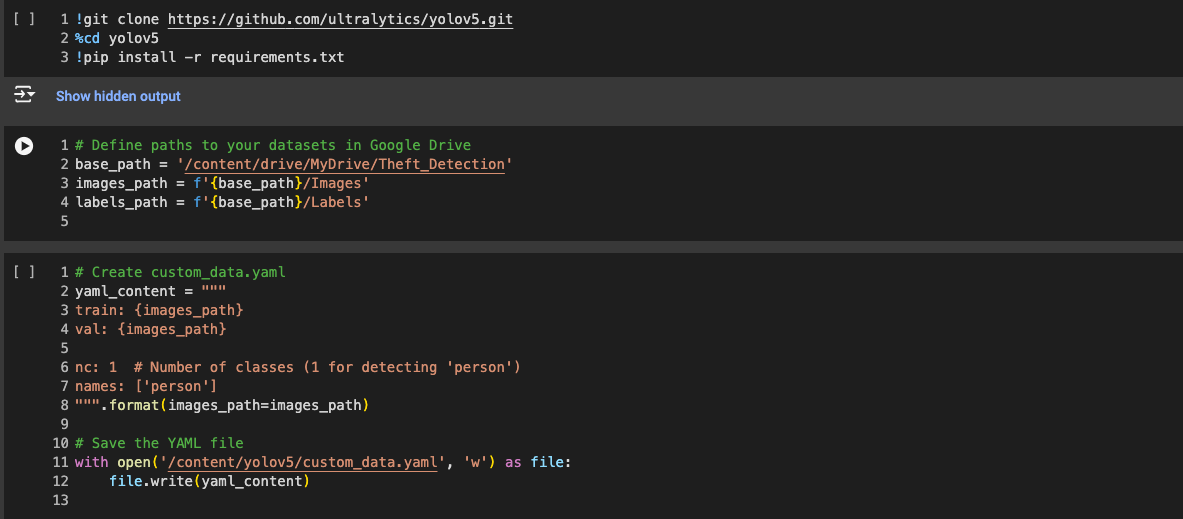 [ ] 1 !git clone https://github.com/ultralytics/yolov5.git
2 %cd yolov5
3 !pip install -r requirements.txt
Show hidden output
1 # Define paths to your datasets in Google Drive
2 base_path = '/content/drive/MyDrive/Theft_Detection'
3 images_path = f'{base_path}/Images'
4 labels_path = f'{base_path}/Labels'
5
[ ] 1 # Create custom_data.yaml
2 yaml_content = """
3 train: {images_path}
4 val: {images_path}
5
6 nc: 1  # Number of classes (1 for detecting 'person')
7 names: ['person']
8 """.format(images_path=images_path)
9
10 # Save the YAML file
11 with open('/content/yolov5/custom_data.yaml', 'w') as file:
12     file.write(yaml_content)
13